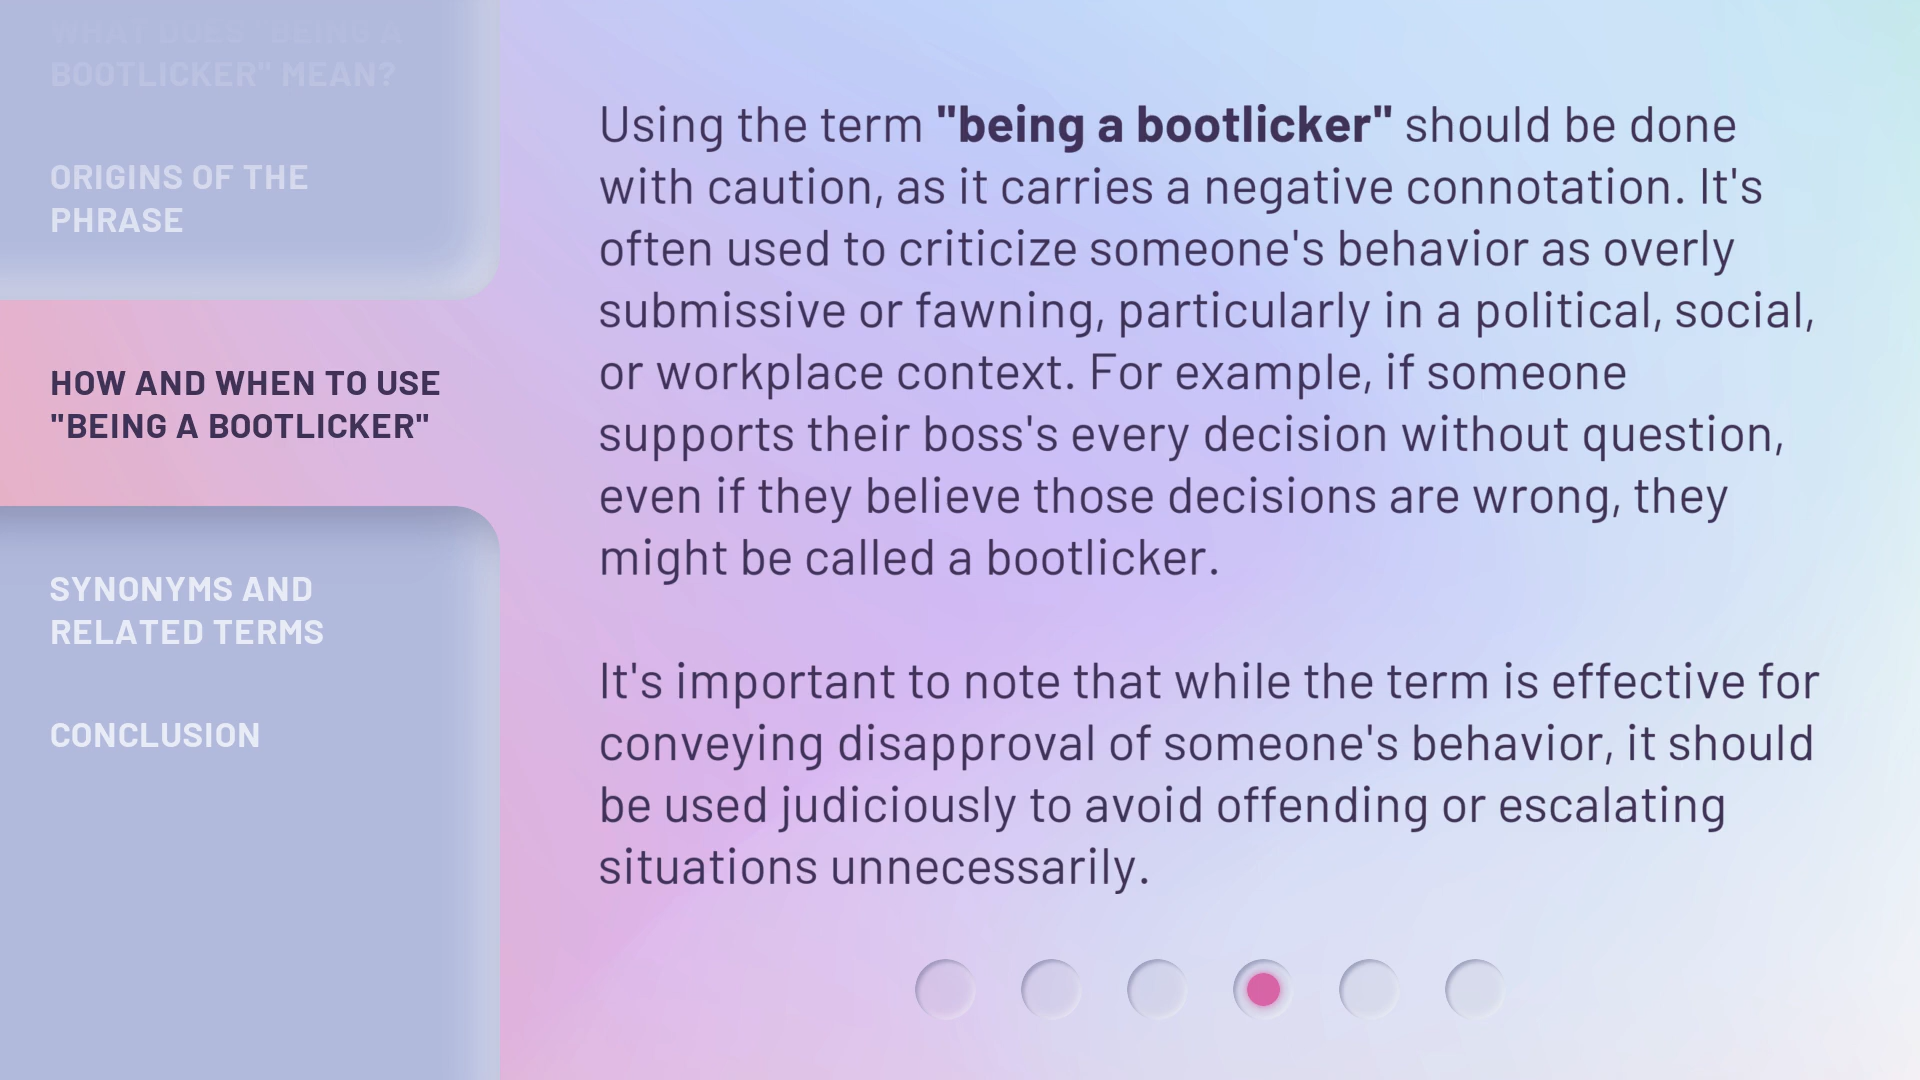 WHAT DOES "BEING A
BOOTLICKER" MEAN?
ORIGINS OF THE
PHRASE
HOW AND WHEN TO USE
"BEING A BOOTLICKER"
SYNONYMS AND
RELATED TERMS
CONCLUSION
Using the term "being a bootlicker" should be done
with caution, as it carries a negative connotation. It's
often used to criticize someone's behavior as overly
submissive or fawning, particularly in a political, social,
or workplace context. For example, if someone
supports their boss's every decision without question,
even if they believe those decisions are wrong, they
might be called a bootlicker.
It's important to note that while the term is effective for
conveying disapproval of someone's behavior, it should
be used judiciously to avoid offending or escalating
situations unnecessarily.